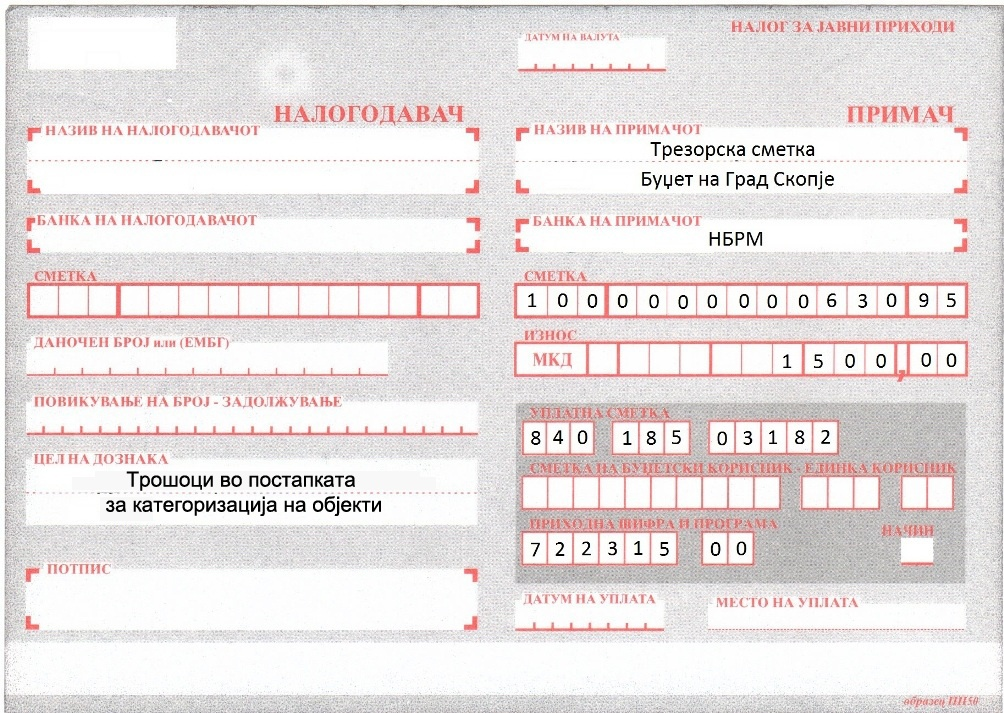 НАЛОГ ЗА ЈАВНИ ПРИХОДИ
ДАТУМ НА ВАЛУТА
НАЛОГОДАВАЧ
НАЗИВ НА НАЛОГОДАВАЧОТ
БАНКА НА НАЛОГОДАВАЧОТ
СМЕТКА
ДАНОЧЕН БРОЈ или (ЕМБГ)
ПОВИКУВАЊЕ НА БРОЈ - ЗАДОЛЖУВАЊЕ
ЦЕЛ НА ДОЗНАКА
Трошоци во постапката
за категоризација на објекти
ПОТПИС
ПРИМАЧ
НАЗИВ НА ПРИМАЧОТ
Трезорска сметка
Буџет на Град Скопје
БАНКА НА ПРИМАЧОТ
НБРМ
СМЕТКА
100 0000000630 95
ИЗНОС
МКД 1500,00
УПЛАТНА СМЕТКА
840 185 03182
СМЕТКА НА БУЏЕТСКИ КОРИСНИК - ЕДИНКА КОРИСНИК
ПРИХОДНА ШИФРА И ПРОГРАМА
НАЧИН
722315 00
ДАТУМ НА УПЛАТА
МЕСТО НА УПЛАТА
образец ПП50